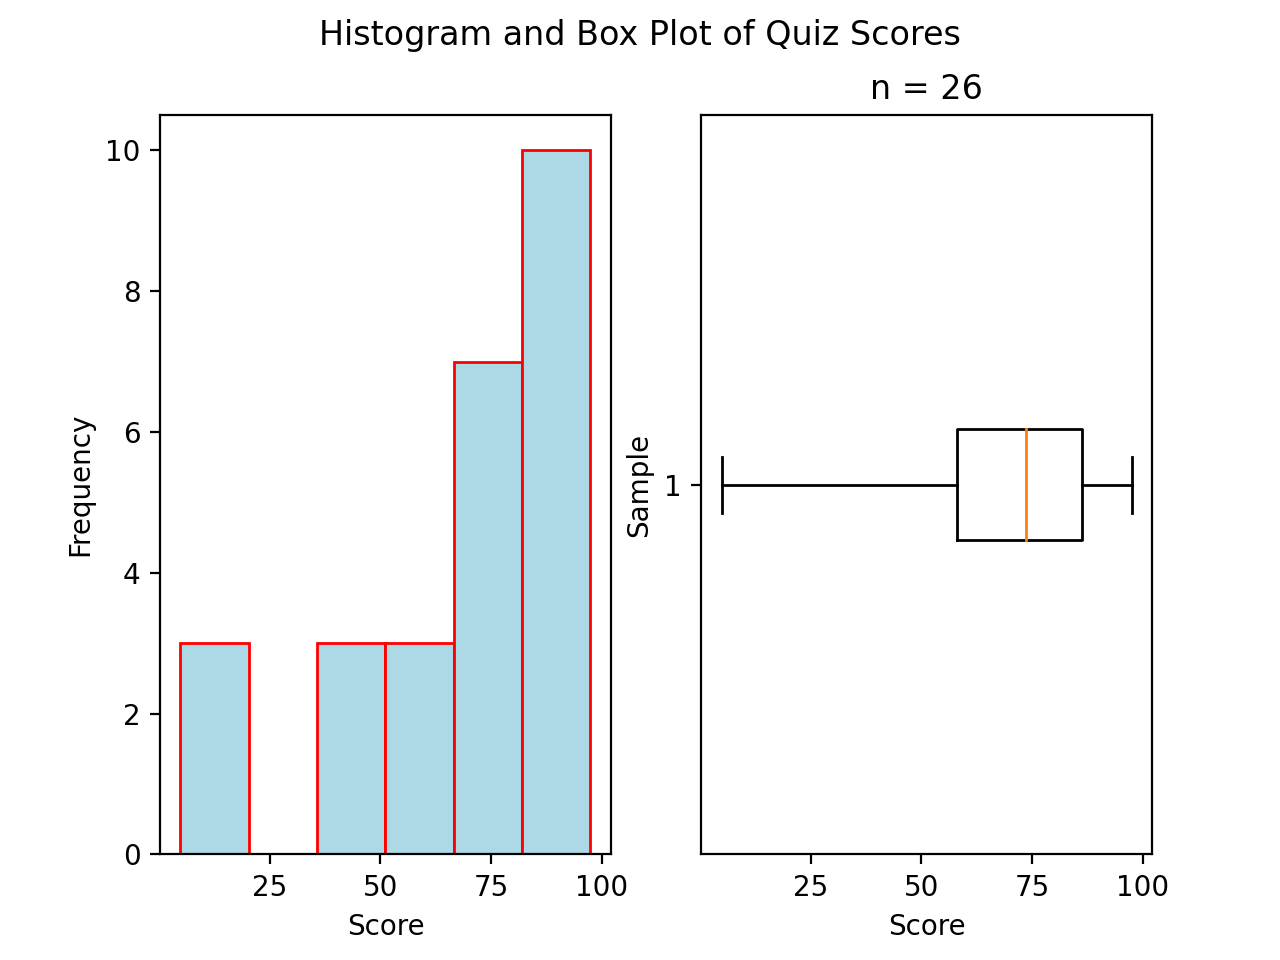 Histogram and Box Plot of Quiz Scores
Frequency
10
8
6
4
2
0
25 50 75 100
Score
n = 26
Sample
1
25 50 75 100
Score